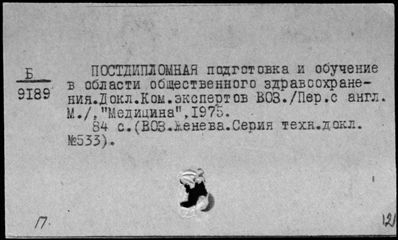 Б
9189
ПОСТДИПЛОМНАЯ подготовка и обучение
в области общественного здравоохране-
ния.Докл.Ком.экспертов ВОЗ./Пер.с англ.
М./,"Медицина",1975.
84 с.(ВОЗ.Женева.Серия техн.докл.
№533).
П.
12